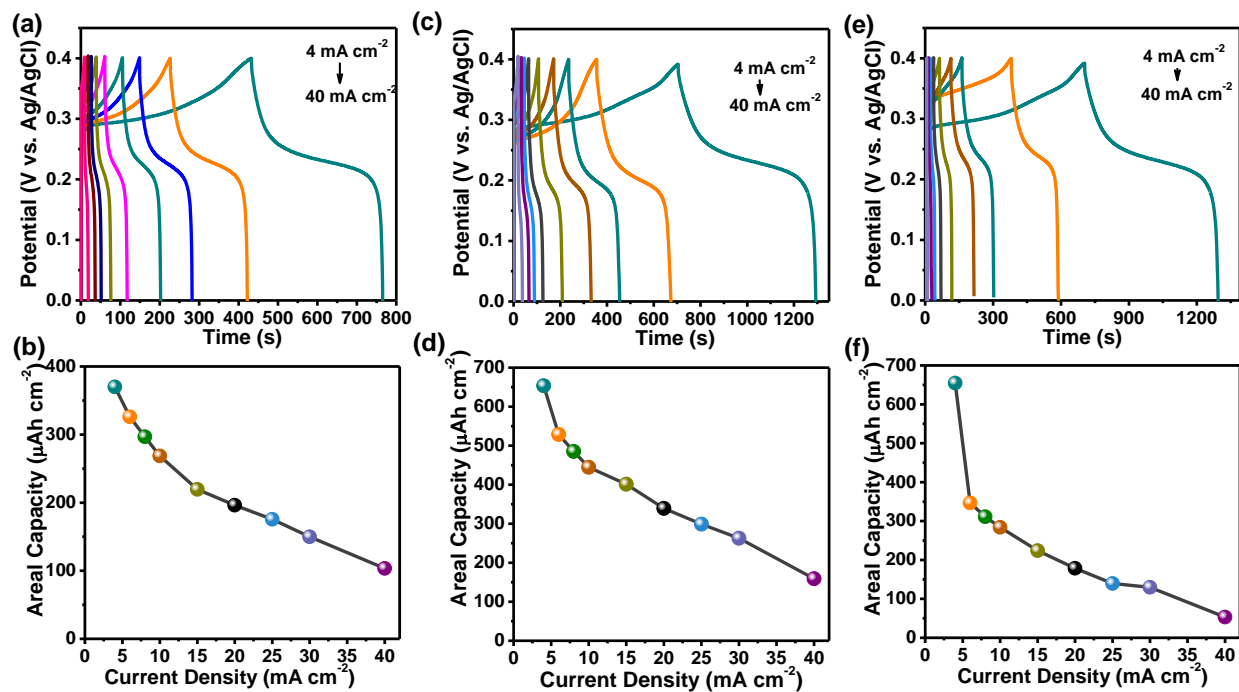 (a)
0.4
0.3
0.2
0.1
0.0
Potential (V vs. Ag/AgCl)
4 mA cm-2
40 mA cm-2
0 100 200 300 400 500 600 700 800
Time (s)
(c)
0.4
0.3
0.2
0.1
0.0
Potential (V vs. Ag/AgCl)
4 mA cm-2
40 mA cm-2
0 200 400 600 800 1000 1200
Time (s)
(e)
0.4
0.3
0.2
0.1
0.0
Potential (V vs. Ag/AgCl)
4 mA cm-2
40 mA cm-2
0 300 600 900 1200
Time (s)
(b)
400
300
200
100
0
Areal Capacity (μAh cm-2)
0 5 10 15 20 25 30 35 40
Current Density (mA cm-2)
(d)
700
600
500
400
300
200
100
0
Areal Capacity (μAh cm-2)
0 5 10 15 20 25 30 35 40
Current Density (mA cm-2)
(f)
700
600
500
400
300
200
100
0
Areal Capacity (μAh cm-2)
0 5 10 15 20 25 30 35 40
Current Density (mA cm-2)